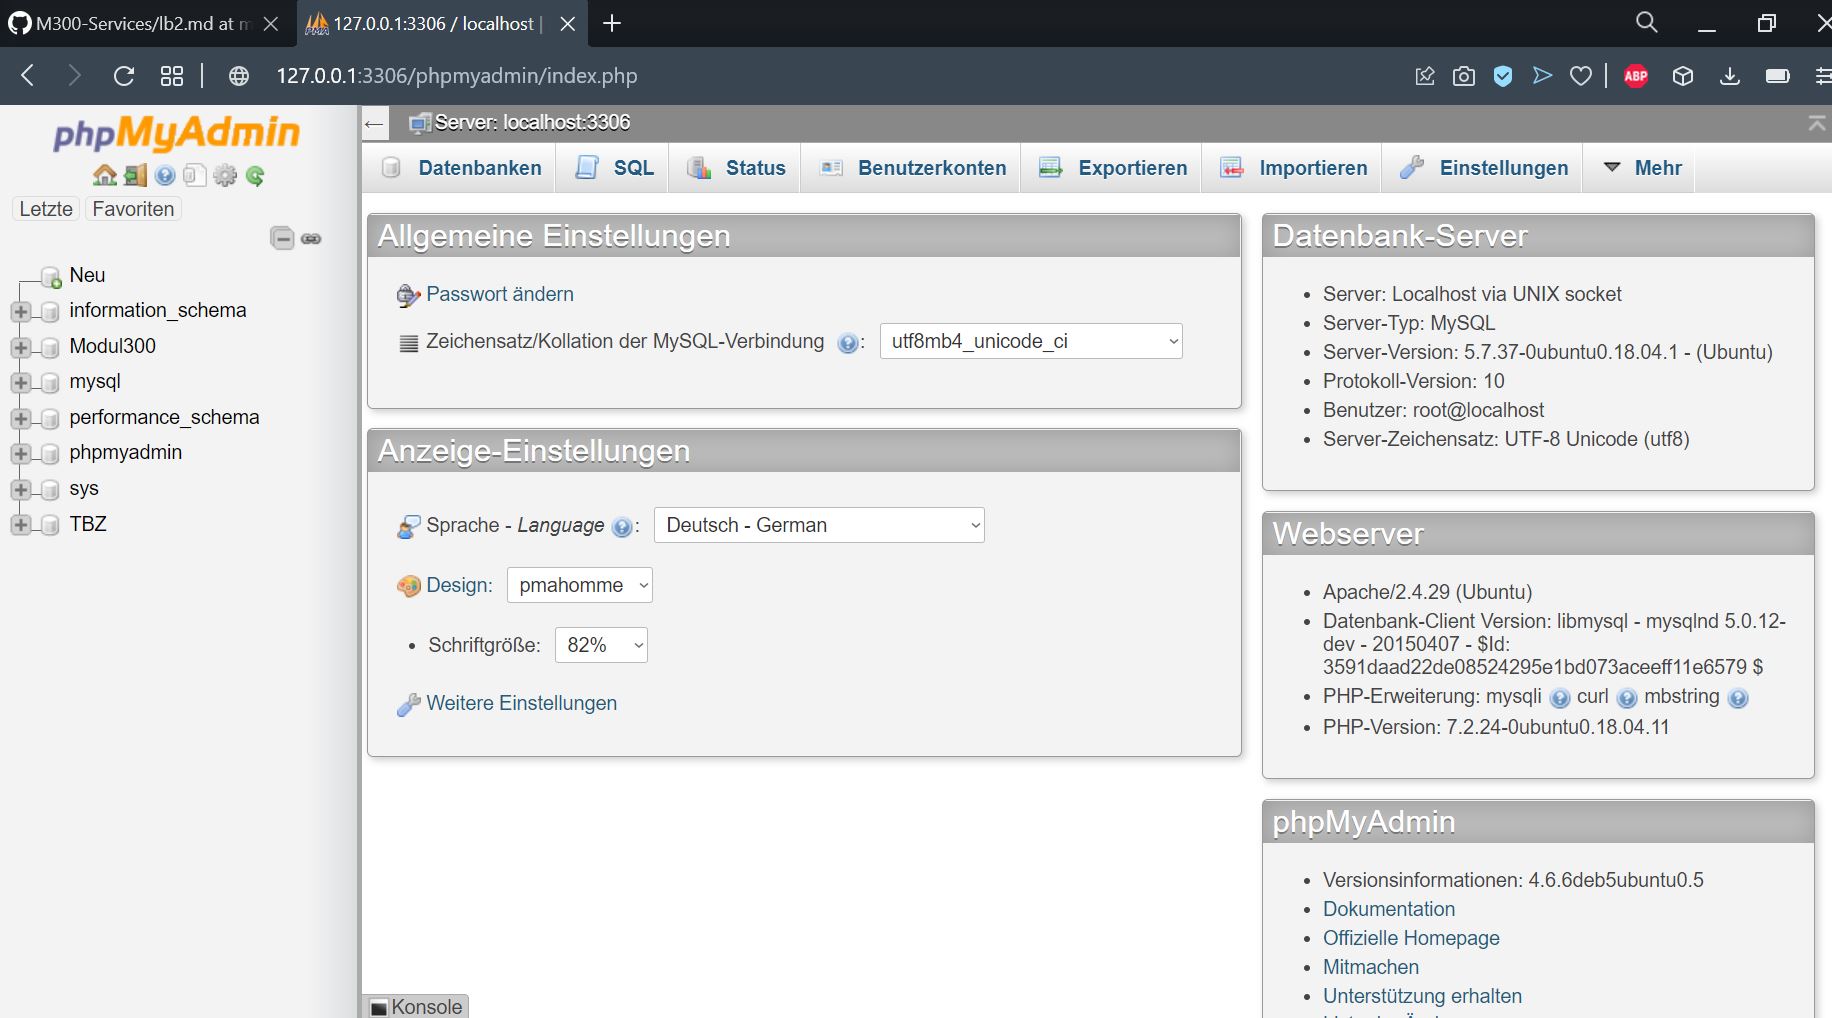 M300-Services/lb2.md at m
127.0.0.1:3306 / localhost |
127.0.0.1:3306/phpmyadmin/index.php
ABP
phpMyAdmin
Letzte Favoriten
Neu
information_schema
Modul300
mysql
performance_schema
phpmyadmin
sys
TBZ
Server: localhost:3306
Datenbanken SQL Status Benutzerkonten Exportieren Importieren Einstellungen Mehr
Allgemeine Einstellungen
Passwort ändern
Zeichensatz/Kollation der MySQL-Verbindung : utf8mb4_unicode_ci
Anzeige-Einstellungen
Sprache - Language : Deutsch - German
Design: pmahomme
Schriftgröße: 82%
Weitere Einstellungen
Datenbank-Server
Server: Localhost via UNIX socket
Server-Typ: MySQL
Server-Version: 5.7.37-0ubuntu0.18.04.1 - (Ubuntu)
Protokoll-Version: 10
Benutzer: root@localhost
Server-Zeichensatz: UTF-8 Unicode (utf8)
Webserver
Apache/2.4.29 (Ubuntu)
Datenbank-Client Version: libmysql - mysqlnd 5.0.12-
dev - 20150407 - $Id:
3591daad22de08524295e1bd073aceeff11e6579 $
PHP-Erweiterung: mysqli curl mbstring
PHP-Version: 7.2.24-0ubuntu0.18.04.11
phpMyAdmin
Versionsinformationen: 4.6.6deb5ubuntu0.5
Dokumentation
Offizielle Homepage
Mitmachen
Unterstützung erhalten
Konsole